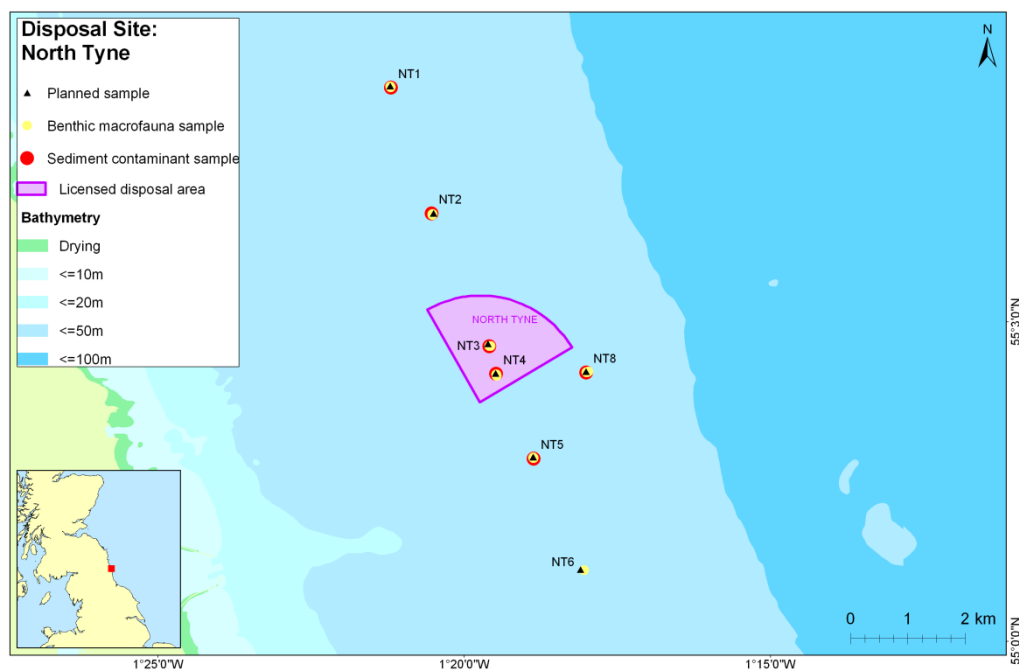 Disposal Site:
North Tyne
Planned sample
Benthic macrofauna sample
Sediment contaminant sample
Licensed disposal area
Bathymetry
Drying
<=10m
<=20m
<=50m
<=100m
N
NT1
NT2
NORTH TYNE
NT3
NT4
NT8
NT5
NT6
55°3'0"N
55°0'0"N
0 1 2 km
1°25'0"W 1°20'0"W 1°15'0"W